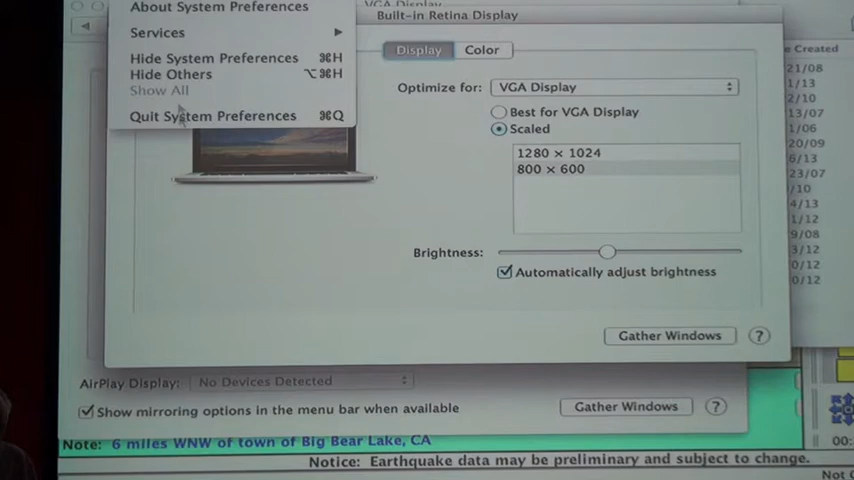 About System Preferences
Services
Hide System Preferences ⌘H
Hide Others ⌥⌘H
Show All
Quit System Preferences ⌘Q
VGA Display
Built-in Retina Display
Display Color
Optimize for: VGA Display
Best for VGA Display
Scaled
1280 × 1024
800 × 600
Brightness:
Automatically adjust brightness
Gather Windows ?
Created
21/08
1/13
2/10
13/07
1/06
20/09
6/13
23/07
/10
4/13
1/12
9/08
3/12
0/12
0/12
AirPlay Display: No Devices Detected
Show mirroring options in the menu bar when available
Gather Windows ?
Note: 6 miles WNW of town of Big Bear Lake, CA
00:
Notice: Earthquake data may be preliminary and subject to change.
Not